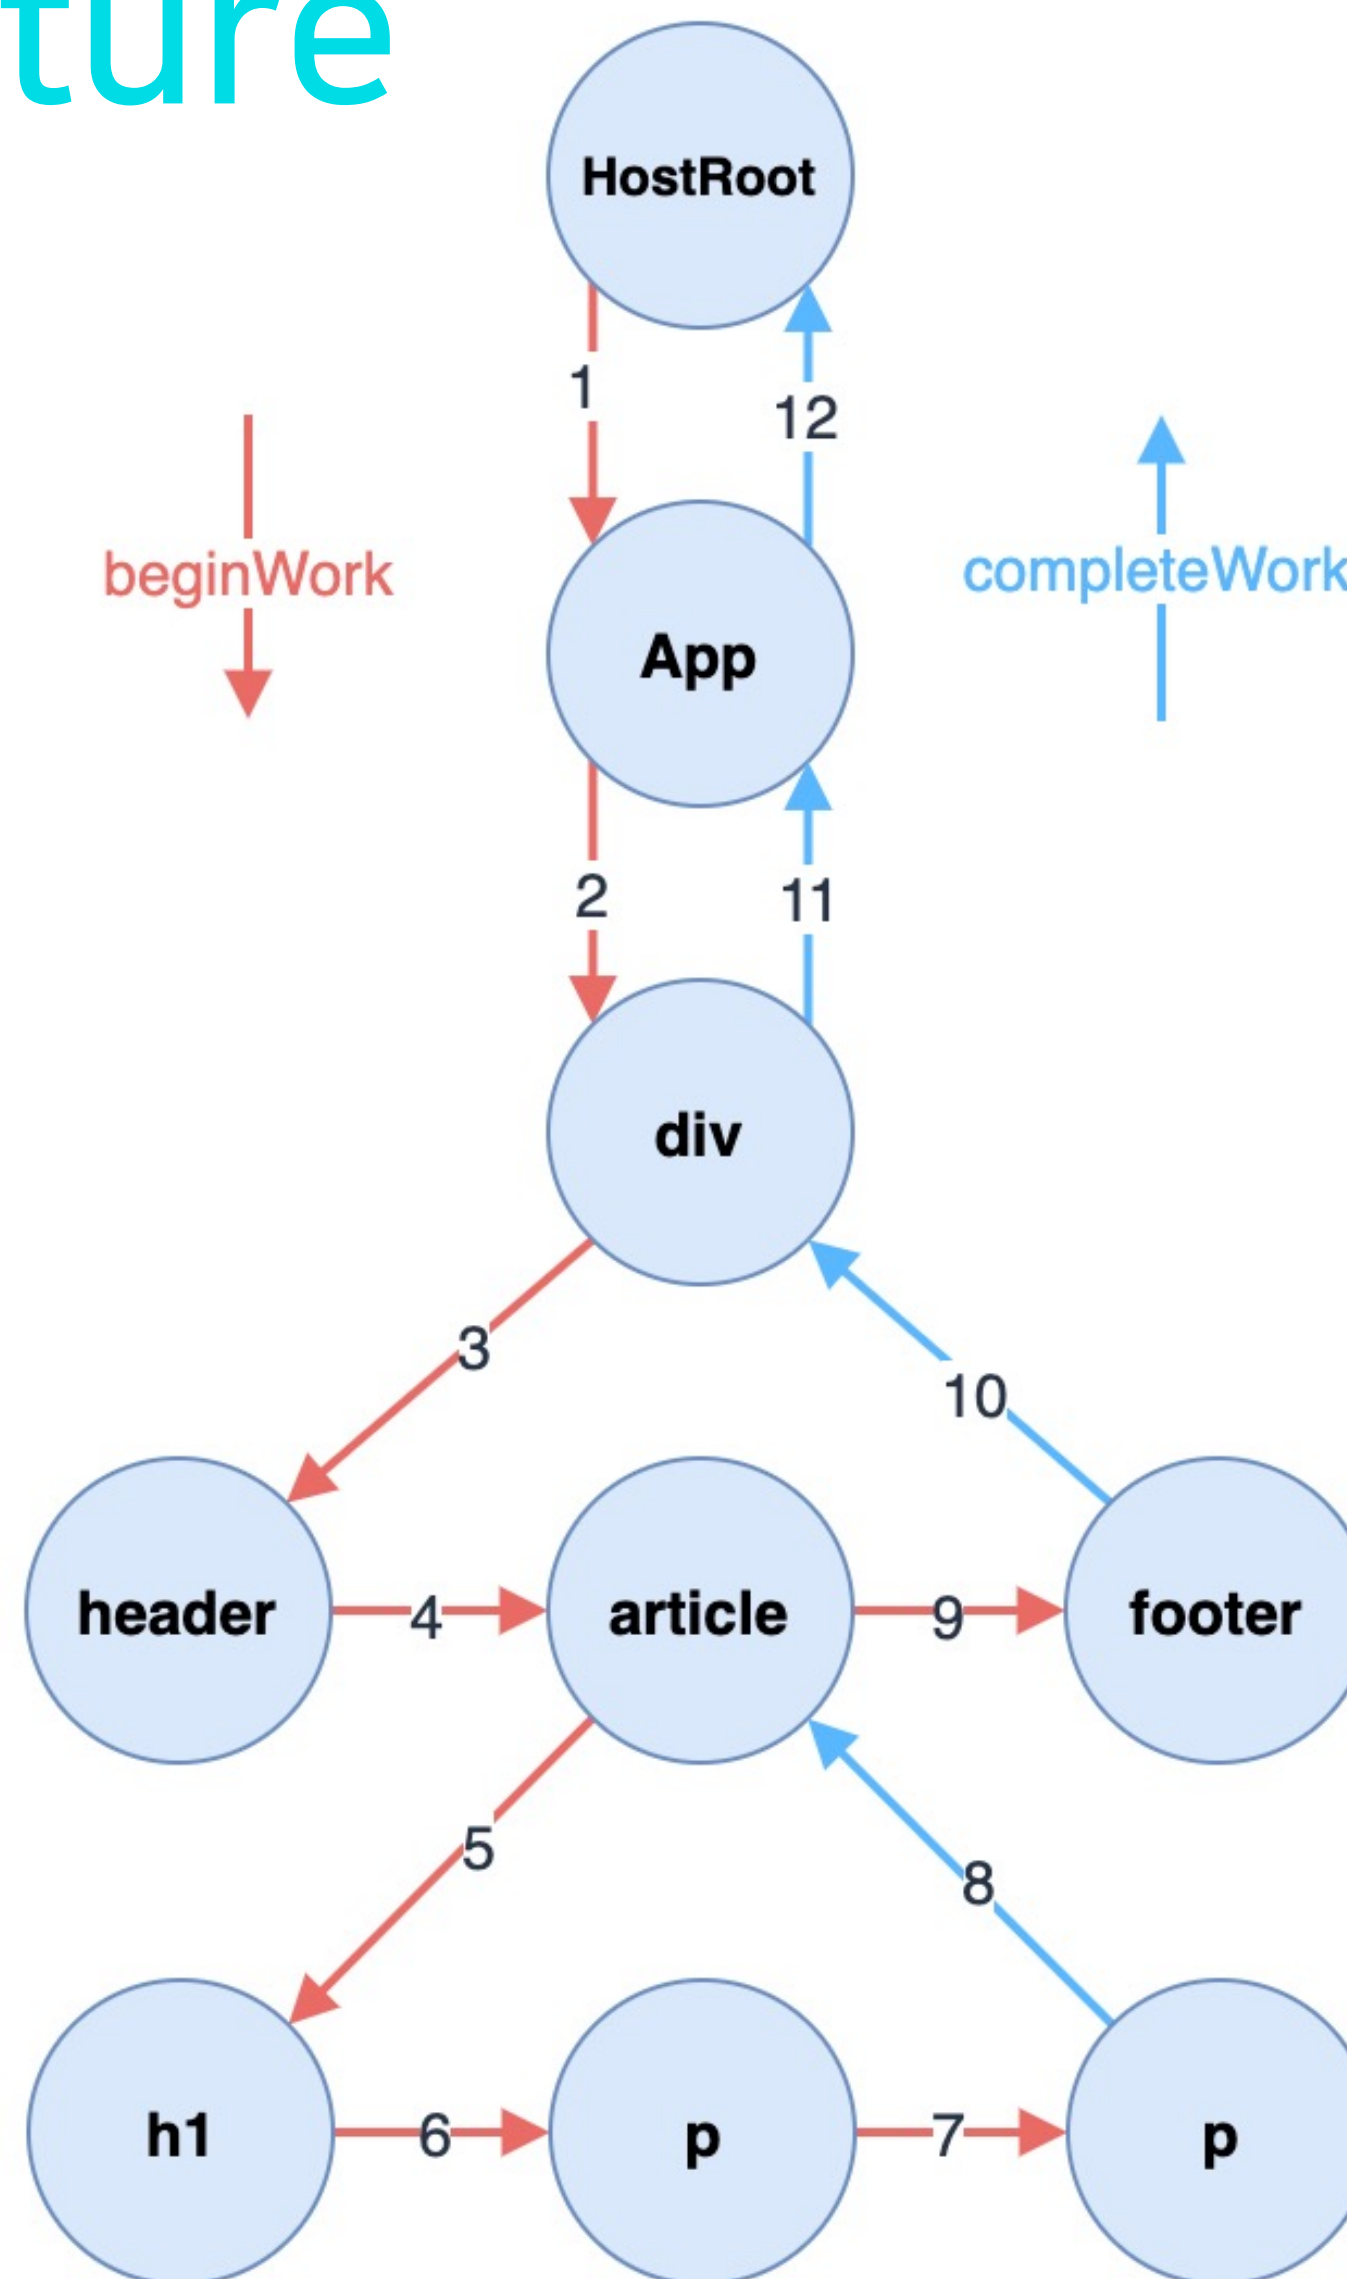 ture
HostRoot
1
12
beginWork
completeWork
App
2
11
div
3
10
header
4
article
9
footer
5
8
h1
6
p
7
p